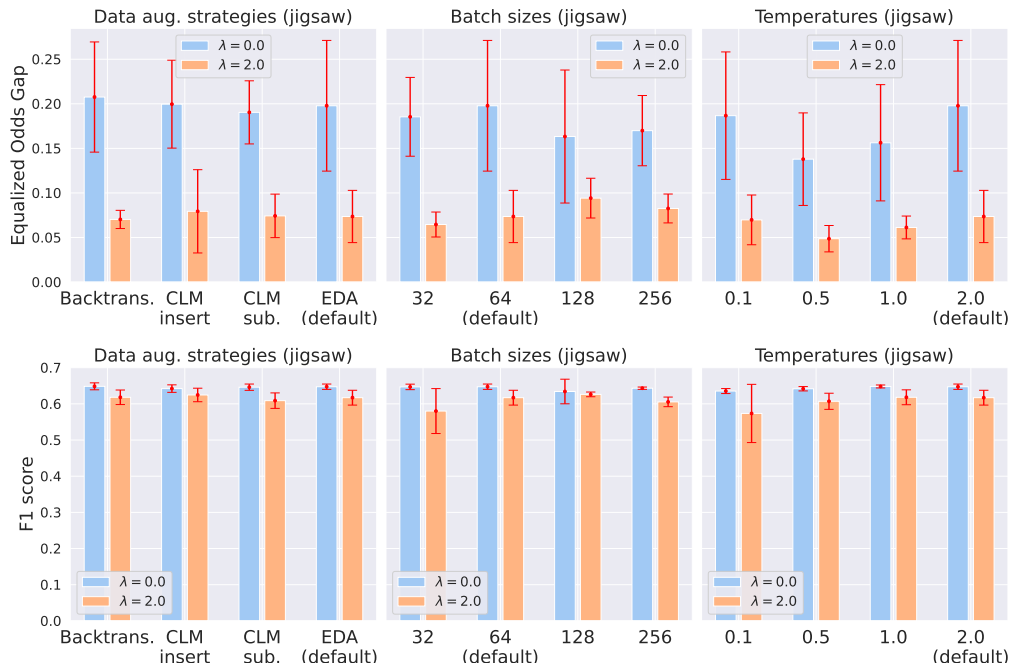 Data aug. strategies (jigsaw)
Batch sizes (jigsaw)
Temperatures (jigsaw)
Equalized Odds Gap
0.25
0.20
0.15
0.10
0.05
0.00
λ = 0.0
λ = 2.0
λ = 0.0
λ = 2.0
λ = 0.0
λ = 2.0
Backtrans.
CLM
insert
CLM
sub.
EDA
(default)
32
64
(default)
128
256
0.1
0.5
1.0
2.0
(default)
Data aug. strategies (jigsaw)
Batch sizes (jigsaw)
Temperatures (jigsaw)
F1 score
0.7
0.6
0.5
0.4
0.3
0.2
0.1
0.0
λ = 0.0
λ = 2.0
λ = 0.0
λ = 2.0
λ = 0.0
λ = 2.0
Backtrans.
CLM
insert
CLM
sub.
EDA
(default)
32
64
(default)
128
256
0.1
0.5
1.0
2.0
(default)